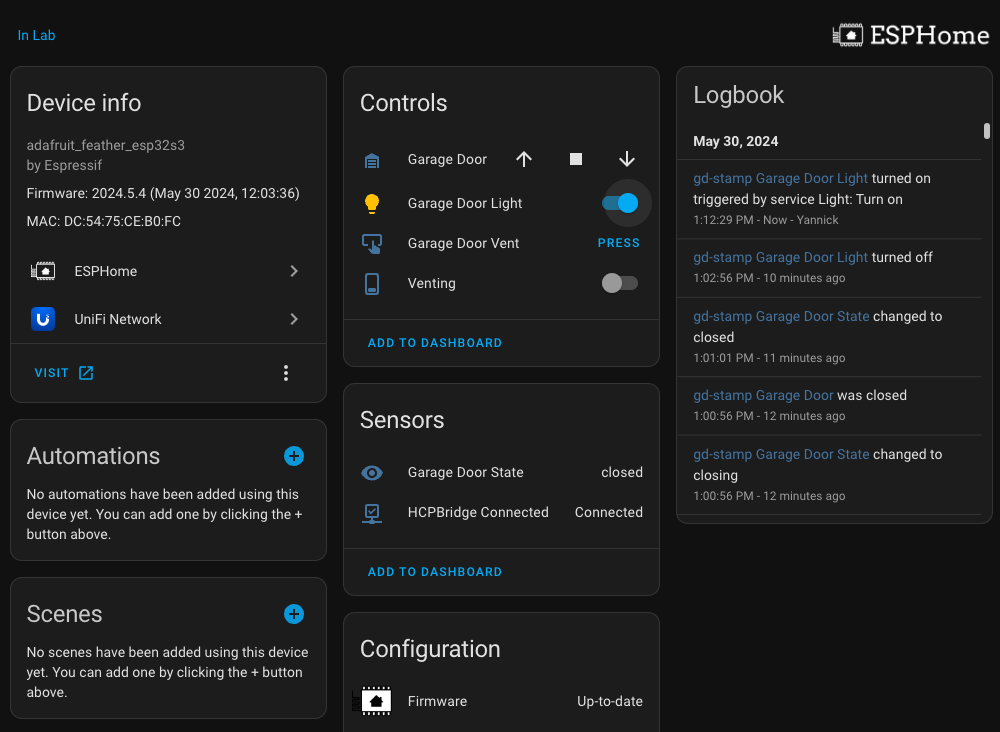 In Lab
ESPHome
Device info
adafruit_feather_esp32s3
by Espressif
Firmware: 2024.5.4 (May 30 2024, 12:03:36)
MAC: DC:54:75:CE:B0:FC
ESPHome
UniFi Network
VISIT
Automations
No automations have been added using this
device yet. You can add one by clicking the +
button above.
Scenes
No scenes have been added using this device
yet. You can add one by clicking the + button
above.
Controls
Garage Door
Garage Door Light
Garage Door Vent PRESS
Venting
ADD TO DASHBOARD
Sensors
Garage Door State closed
HCPBridge Connected Connected
ADD TO DASHBOARD
Configuration
Firmware Up-to-date
Logbook
May 30, 2024
gd-stamp Garage Door Light turned on
triggered by service Light: Turn on
1:12:29 PM - Now - Yannick
gd-stamp Garage Door Light turned off
1:02:56 PM - 10 minutes ago
gd-stamp Garage Door State changed to
closed
1:01:01 PM - 11 minutes ago
gd-stamp Garage Door was closed
1:00:56 PM - 12 minutes ago
gd-stamp Garage Door State changed to
closing
1:00:56 PM - 12 minutes ago